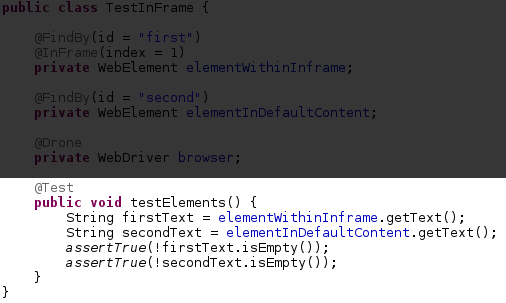 public class TestInFrame {
@FindBy(id = "first")
@InFrame(index = 1)
private WebElement elementWithinInframe;
@FindBy(id = "second")
private WebElement elementInDefaultContent;
@Drone
private WebDriver browser;
@Test
public void testElements() {
String firstText = elementWithinInframe.getText();
String secondText = elementInDefaultContent.getText();
assertTrue(!firstText.isEmpty());
assertTrue(!secondText.isEmpty());
}
}